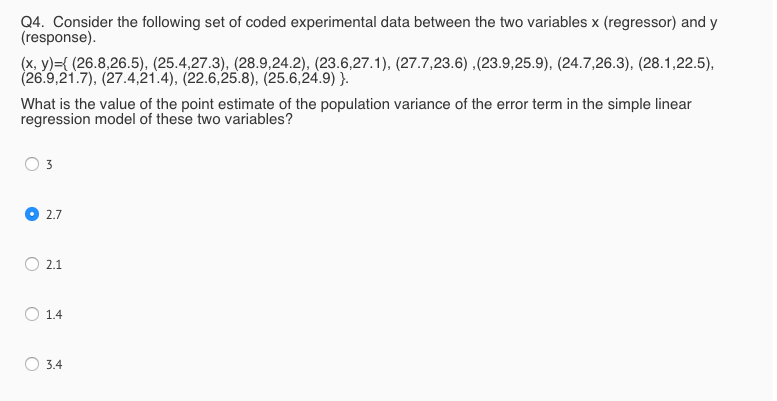 Q4. Consider the following set of coded experimental data between the two variables x (regressor) and y
(response).
(x, y)={ (26.8,26.5), (25.4,27.3), (28.9,24.2), (23.6,27.1), (27.7,23.6) ,(23.9,25.9), (24.7,26.3), (28.1,22.5),
(26.9,21.7), (27.4,21.4), (22.6,25.8), (25.6,24.9) }.
What is the value of the point estimate of the population variance of the error term in the simple linear
regression model of these two variables?
3
2.7
2.1
1.4
3.4